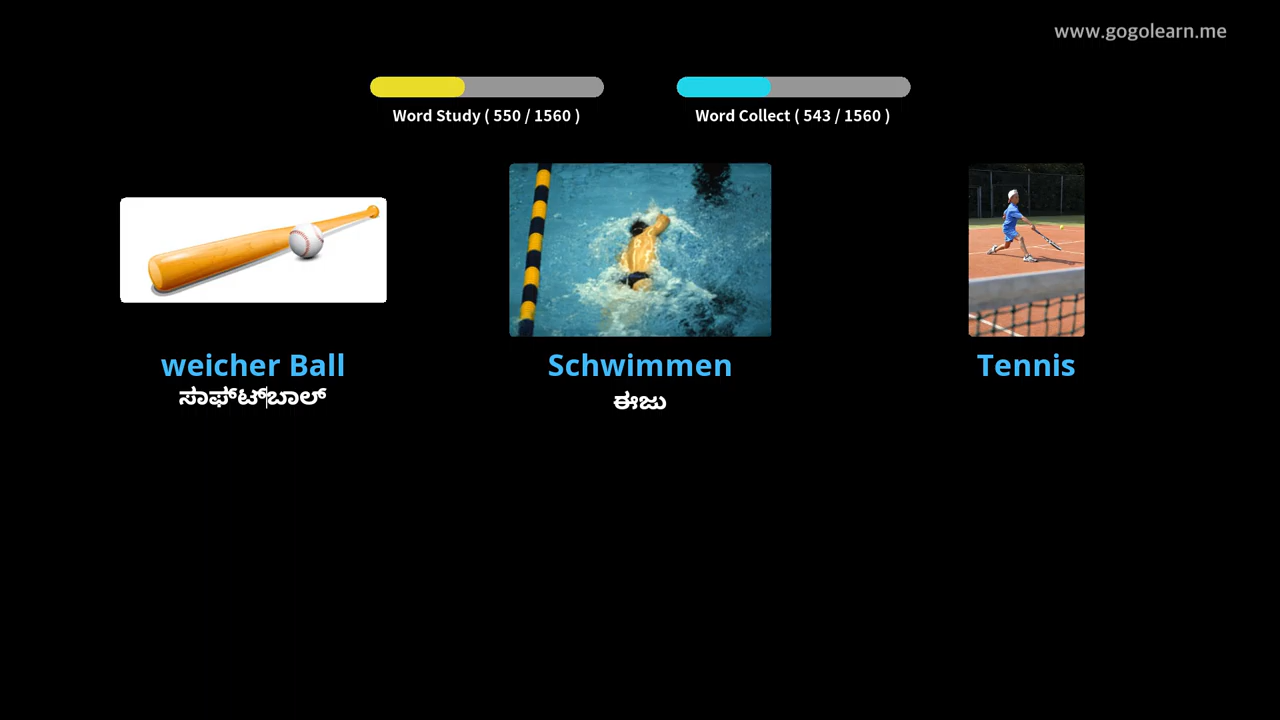 www.gogolearn.me
Word Study ( 550 / 1560 )
Word Collect ( 543 / 1560 )
weicher Ball
ಸಾಫ್ಟ್‌ಬಾಲ್
Schwimmen
ಈಜು
Tennis